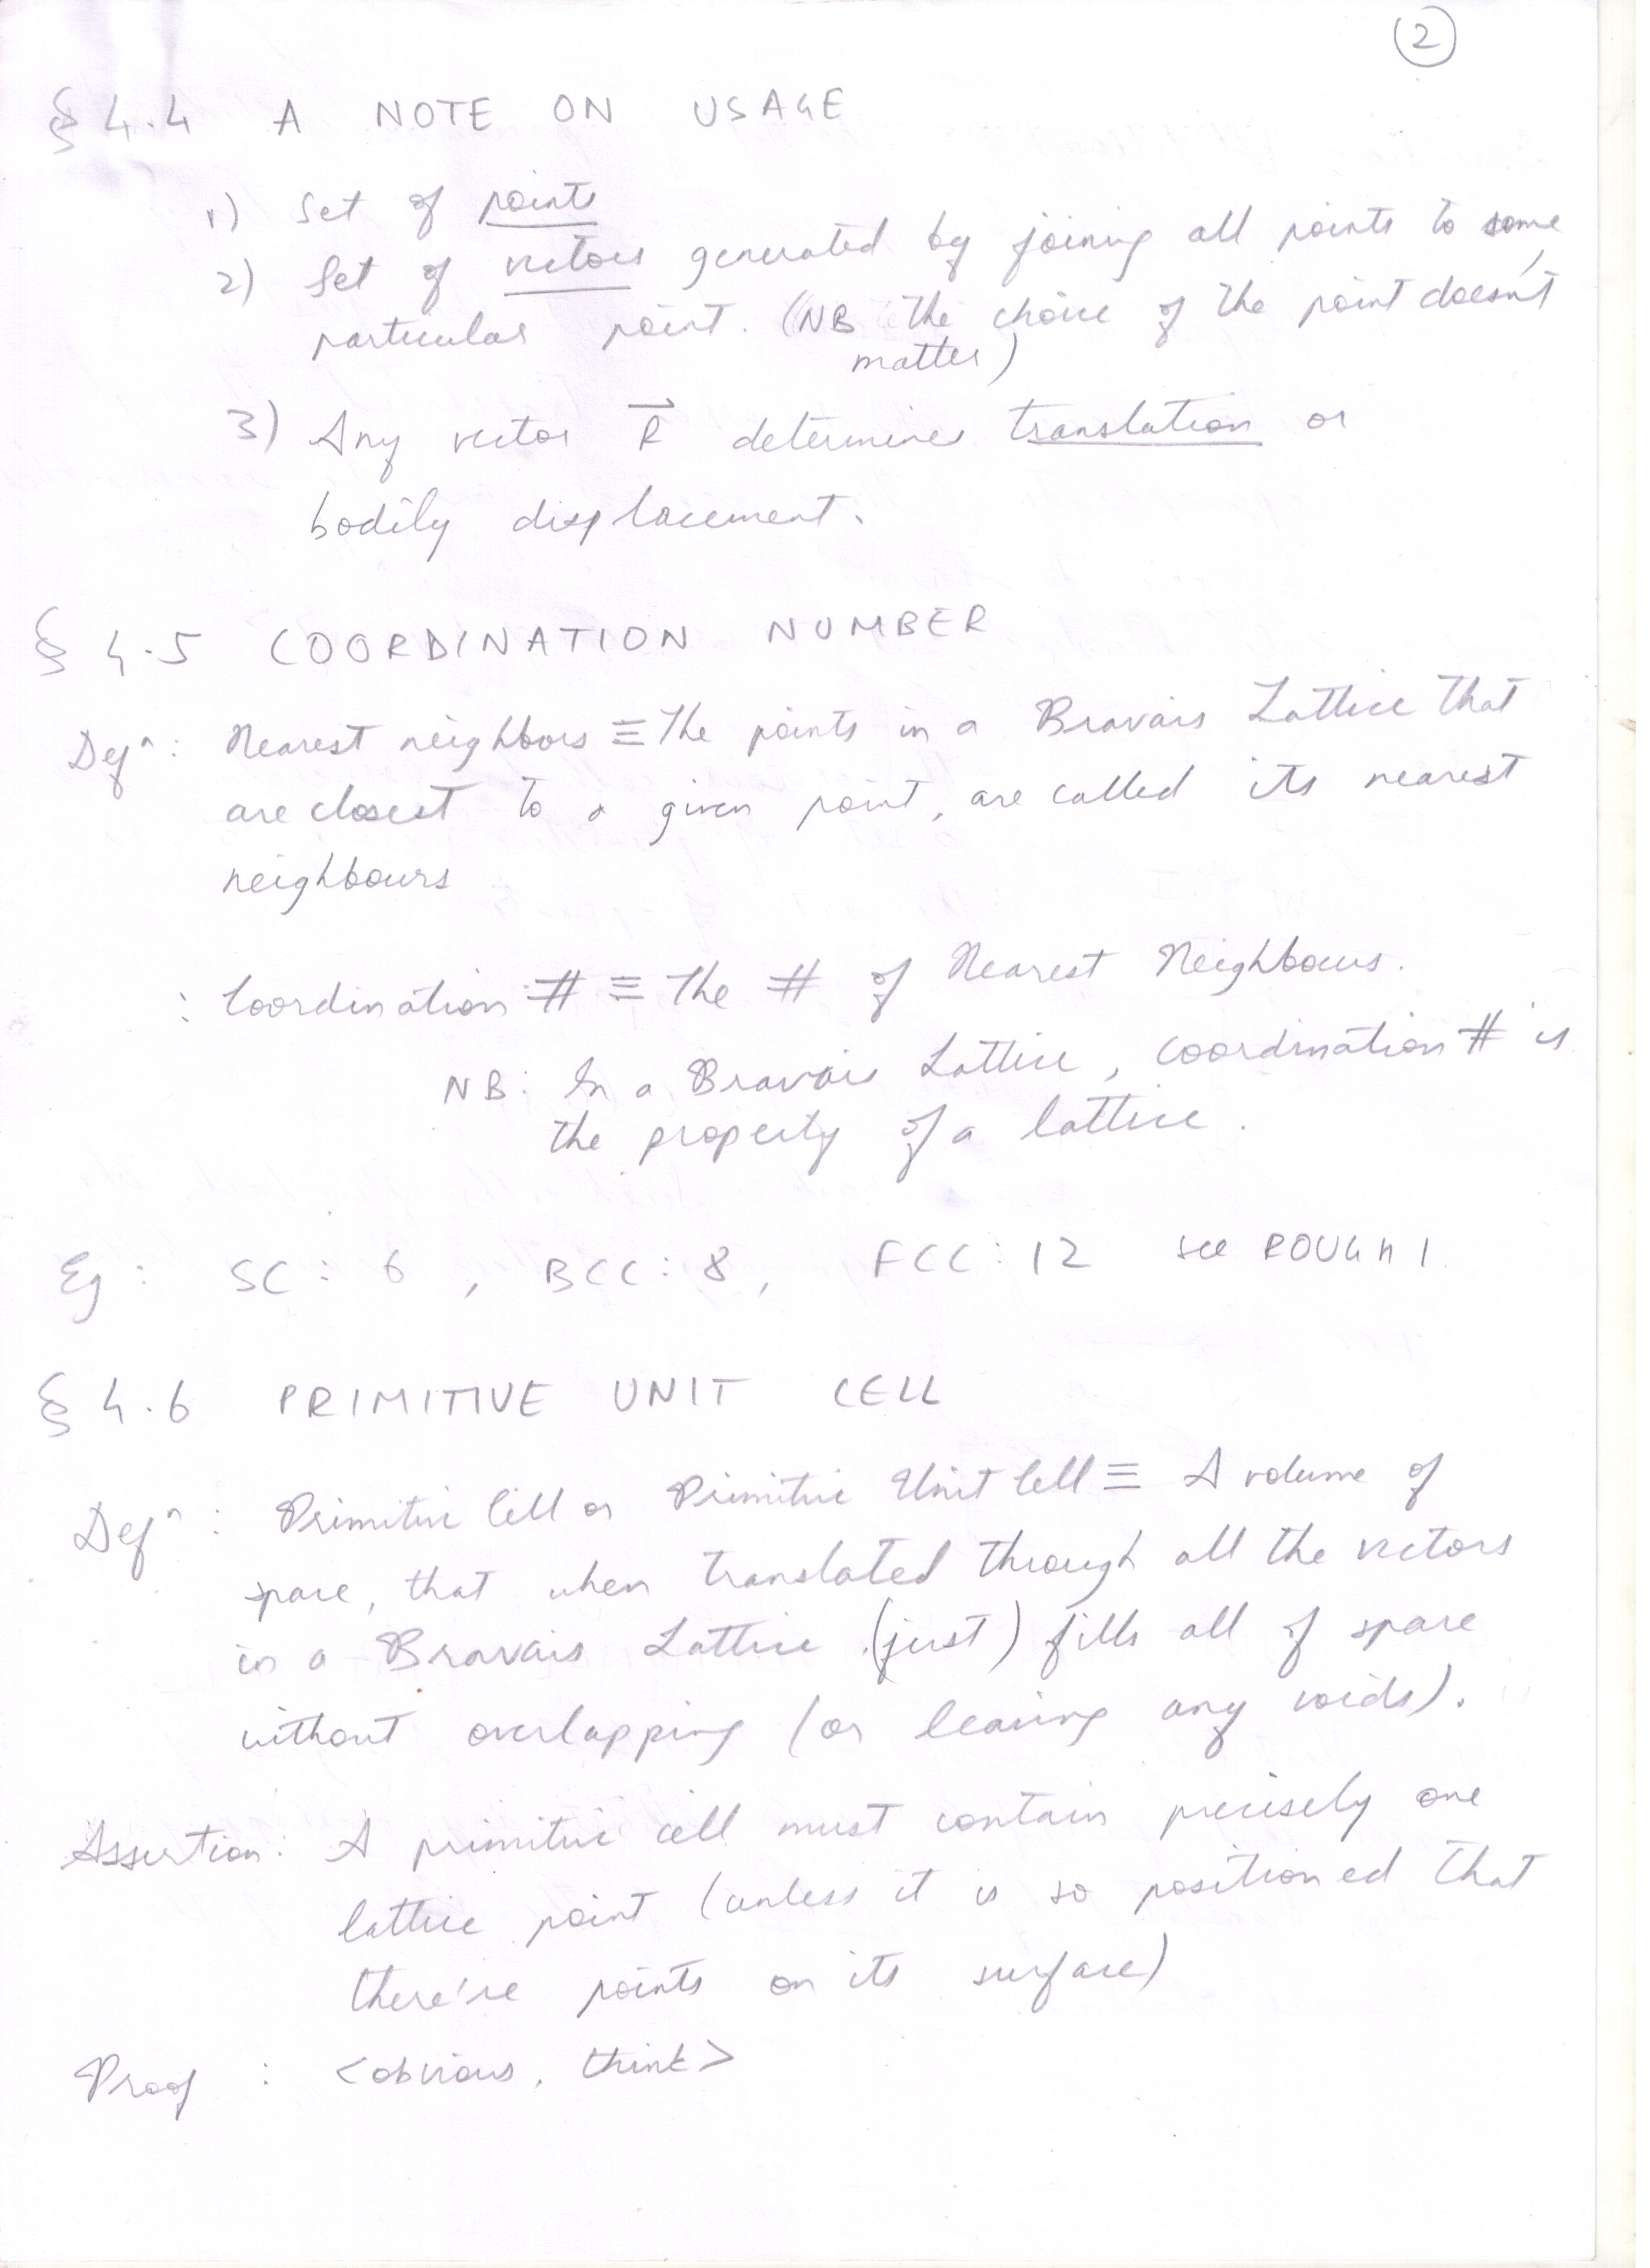 2
§ 4.4 A NOTE ON USAGE
1) Set of points
2) Set of vectors generated by joining all points to some
particular point. (NB the choice of the point doesn't
matter)
3) Any vector R⃗ determines translation or
bodily displacement.
§ 4.5 COORDINATION NUMBER
Defⁿ: Nearest neighbors ≡ The points in a Bravais Lattice that
are closest to a given point, are called its nearest
neighbours
: Coordination # ≡ The # of Nearest Neighbours.
NB: In a Bravais Lattice, coordination # is
the property of a lattice.
Eg: SC: 6, BCC: 8, FCC: 12 see ROUGH 1.
§ 4.6 PRIMITIVE UNIT CELL
Defⁿ: Primitive Cell or Primitive Unit Cell ≡ A volume of
space, that when translated through all the vectors
in a Bravais Lattice (just) fills all of space
without overlapping (or leaving any voids).
Assertion: A primitive cell must contain precisely one
lattice point (unless it is so positioned that
there're points on its surface)
Proof : <obvious, think>